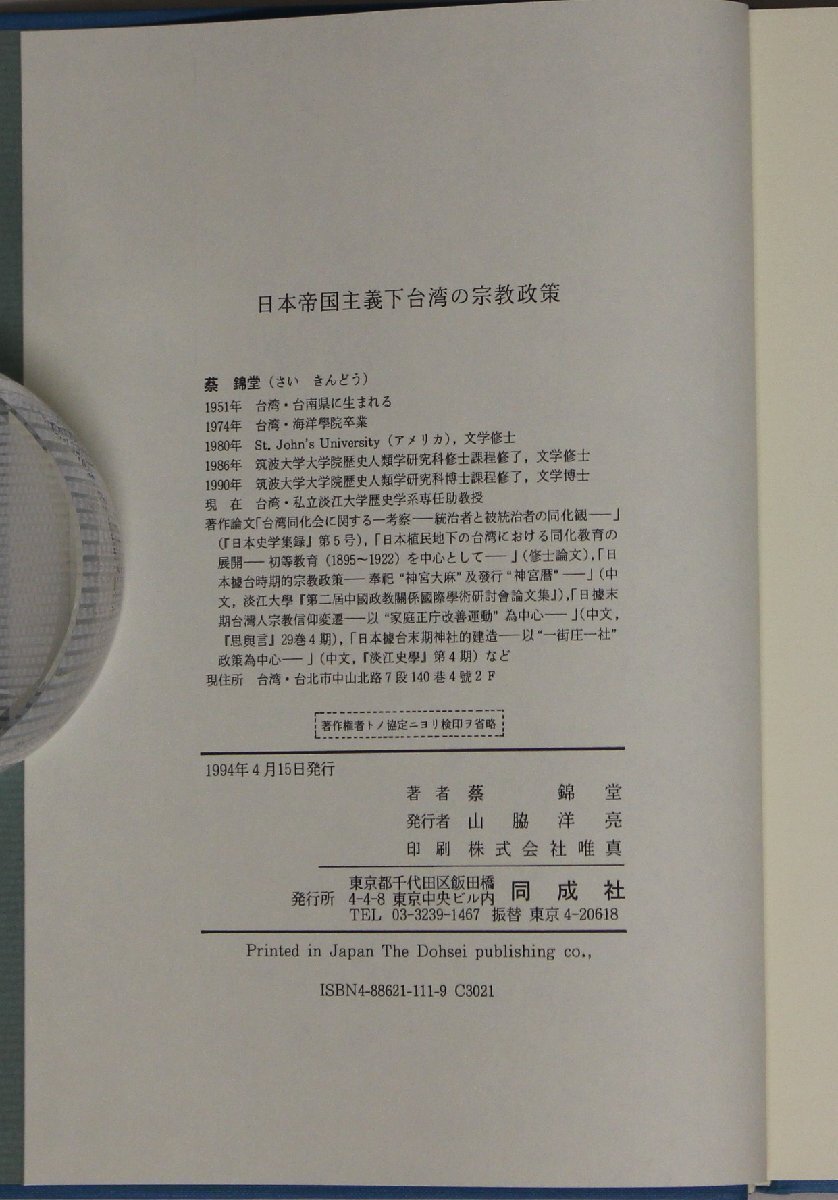 日本帝国主義下台湾の宗教政策
蔡　錦堂（さい　きんどう）
1951年　台湾・台南県に生まれる
1974年　台湾・海洋學院卒業
1980年　St. John's University（アメリカ），文学修士
1986年　筑波大学大学院歴史人類学研究科修士課程修了，文学修士
1990年　筑波大学大学院歴史人類学研究科博士課程修了，文学博士
現　在　台湾・私立淡江大学歴史学系専任助教授
著作論文「台湾同化会に関する一考察──統治者と被統治者の同化観──」
（『日本史学集録』第５号），「日本植民地下の台湾における同化教育の
展開──初等教育（1895～1922）を中心として──」（修士論文），「日
本據台時期的宗教政策──奉祀“神宮大麻”及發行“神宮暦”──」（中
文，淡江大學『第二屆中國政教關係國際學術研討會論文集』），「日據末
期台灣人宗教信仰変遷──以“家庭正庁改善運動”為中心──」（中文，
『思與言』29巻４期），「日本據台末期神社的建造──以“一街庄一社”
政策為中心──」（中文，『淡江史學』第４期）など
現住所　台湾・台北市中山北路７段140巷４號２Ｆ
著作権者トノ協定ニヨリ検印ヲ省略
1994年４月15日発行
著　者　蔡　錦　堂
発行者　山　脇　洋　亮
印　刷　株式会社唯真
発行所　東京都千代田区飯田橋
4-4-8 東京中央ビル内　同成社
TEL　03-3239-1467　振替　東京4-20618
Printed in Japan The Dohsei publishing co.,
ISBN4-88621-111-9 C3021